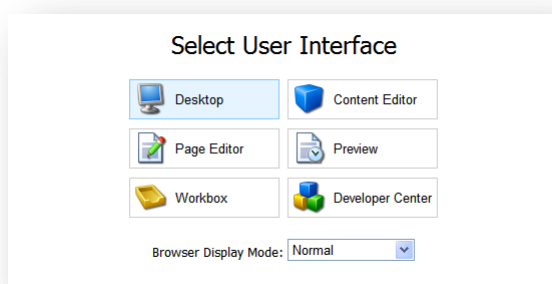 Select User Interface
Desktop
Content Editor
Page Editor
Preview
Workbox
Developer Center
Browser Display Mode: Normal